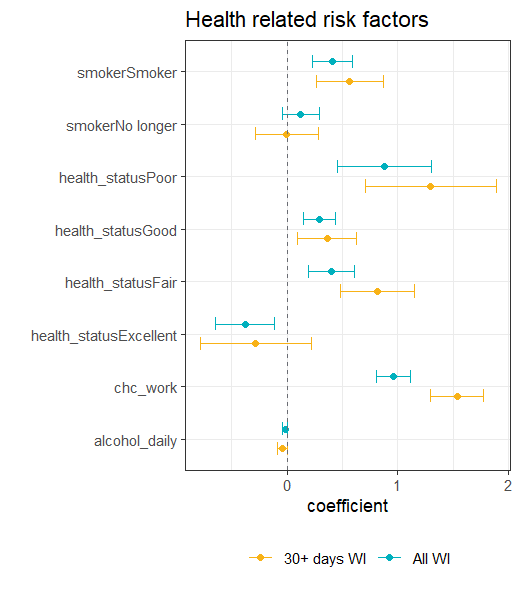 Health related risk factors
smokerSmoker
smokerNo longer
health_statusPoor
health_statusGood
health_statusFair
health_statusExcellent
chc_work
alcohol_daily
0 1 2
coefficient
30+ days WI All WI